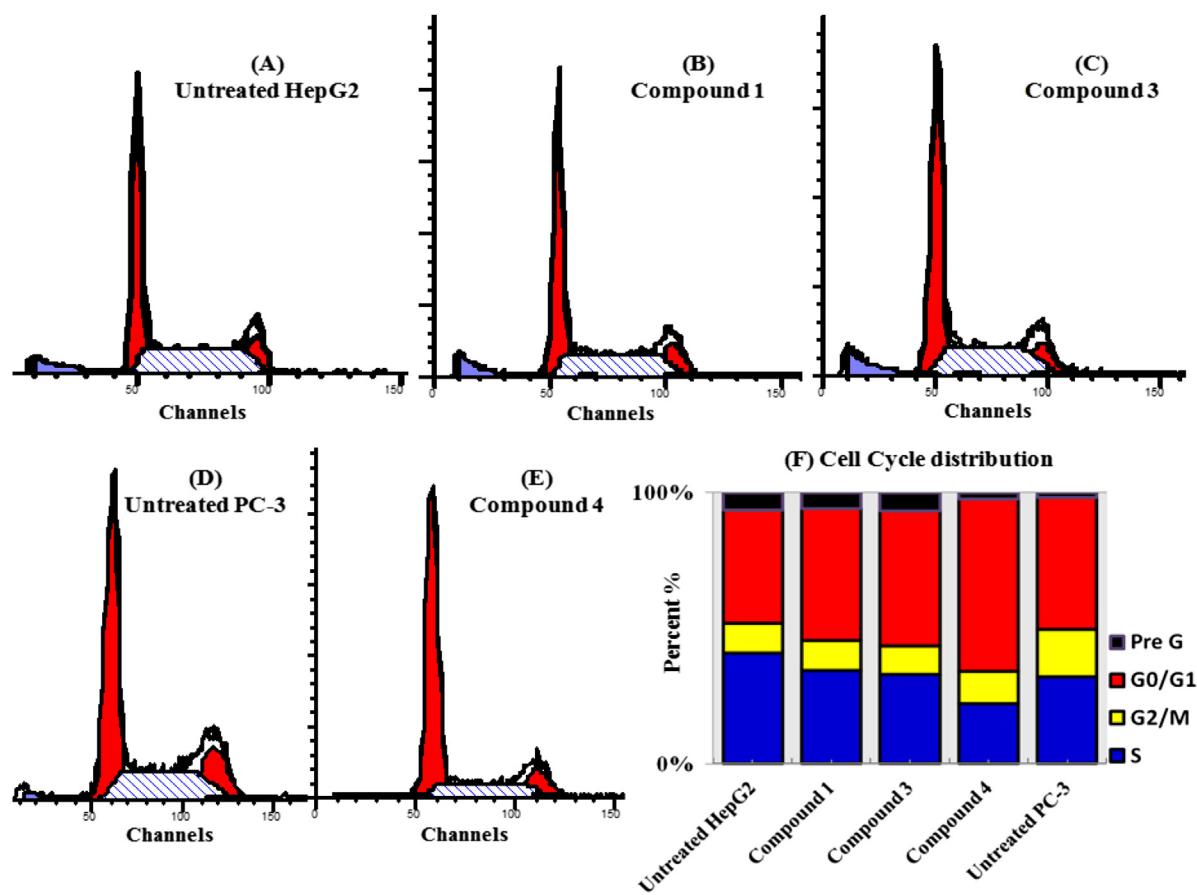 (A)
Untreated HepG2
50
100
150
Channels
(B)
Compound 1
0
50
100
150
Channels
(C)
Compound 3
0
50
100
150
Channels
(D)
Untreated PC-3
50
100
150
Channels
(E)
Compound 4
0
50
100
150
Channels
(F) Cell Cycle distribution
100%
0%
Percent %
Pre G
G0/G1
G2/M
S
Untreated HepG2
Compound 1
Compound 3
Compound 4
Untreated PC-3